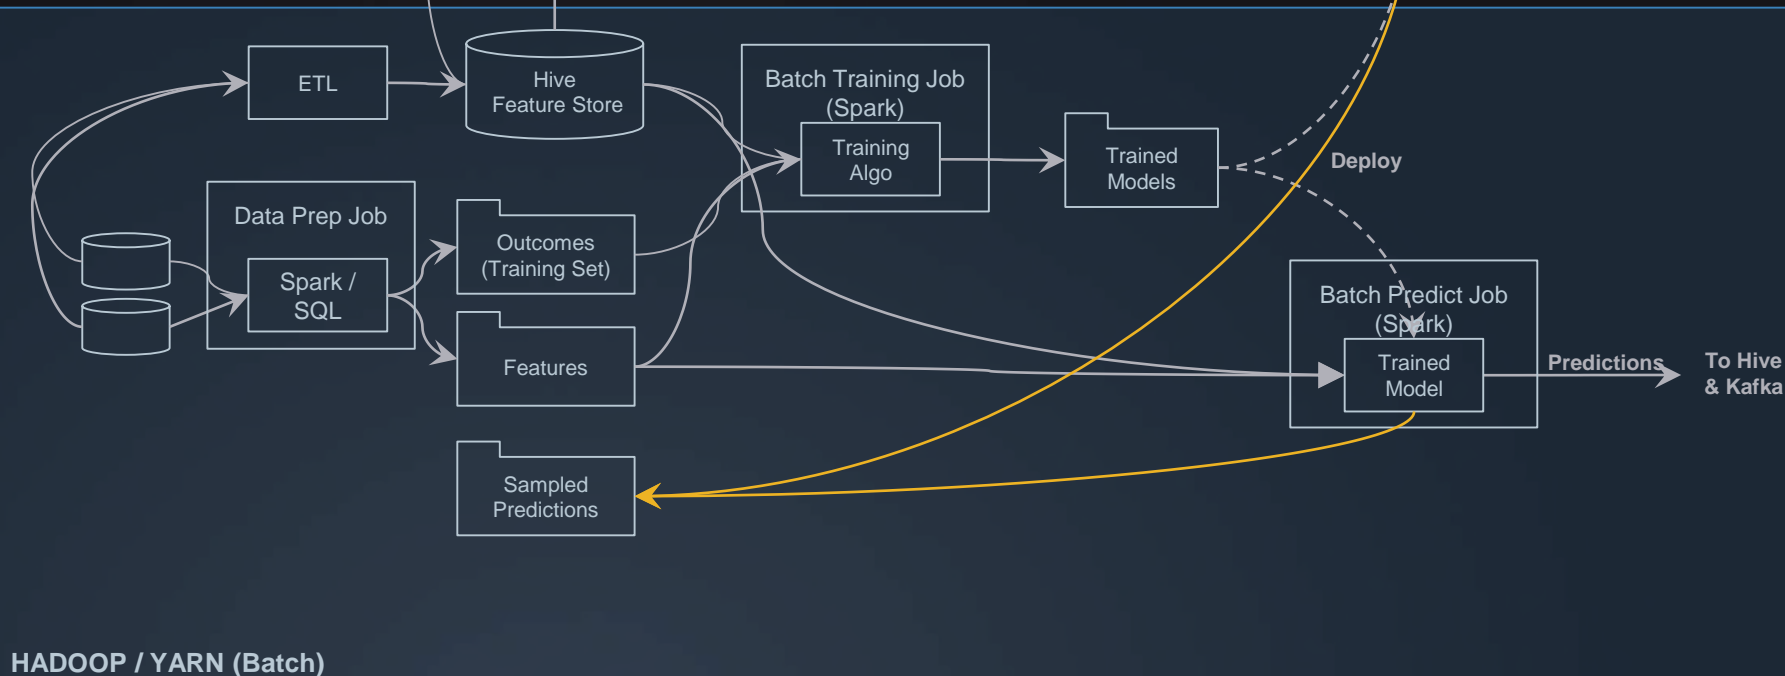 ETL
Hive
Feature Store
Batch Training Job
(Spark)
Training
Algo
Trained
Models
Deploy
Data Prep Job
Spark /
SQL
Outcomes
(Training Set)
Features
Batch Predict Job
(Spark)
Trained
Model
Predictions
To Hive
& Kafka
Sampled
Predictions
HADOOP / YARN (Batch)